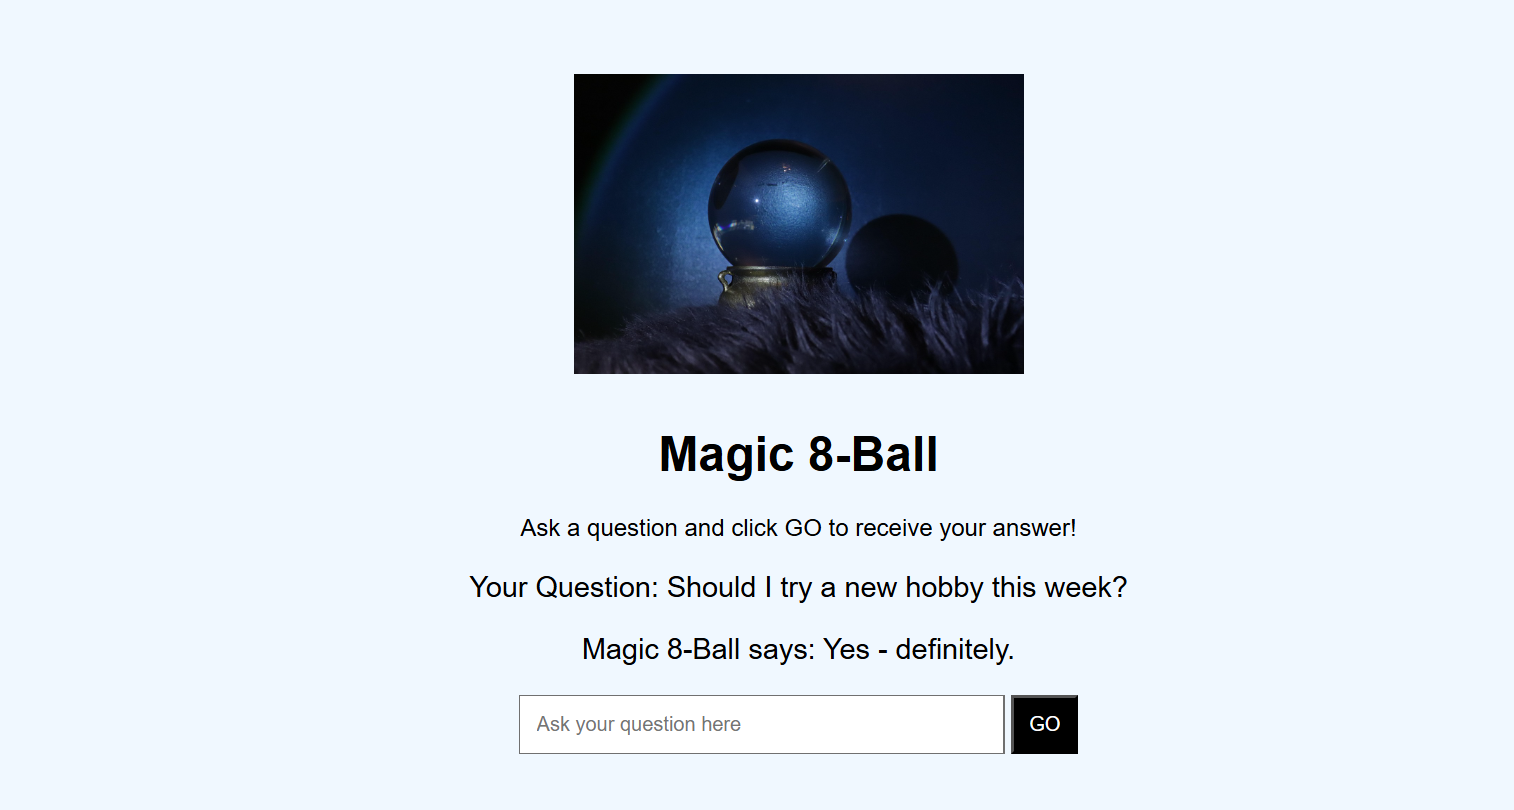 Magic 8-Ball
Ask a question and click GO to receive your answer!
Your Question: Should I try a new hobby this week?
Magic 8-Ball says: Yes - definitely.
Ask your question here GO